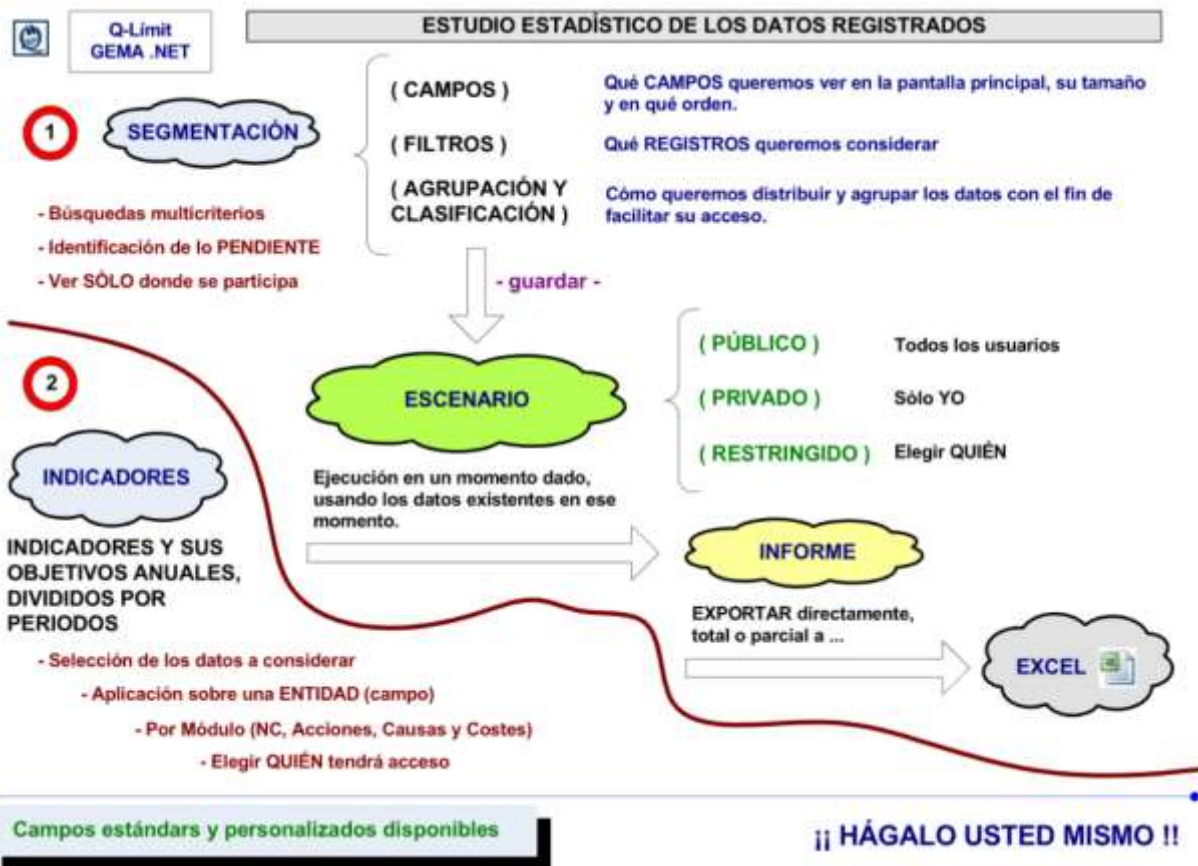 Q-Límit
GEMA .NET
ESTUDIO ESTADÍSTICO DE LOS DATOS REGISTRADOS
1
SEGMENTACIÓN
( CAMPOS )
Qué CAMPOS queremos ver en la pantalla principal, su tamaño
y en qué orden.
( FILTROS )
Qué REGISTROS queremos considerar
( AGRUPACIÓN Y
CLASIFICACIÓN )
Cómo queremos distribuir y agrupar los datos con el fin de
facilitar su acceso.
- Búsquedas multicriterios
- Identificación de lo PENDIENTE
- Ver SÓLO donde se participa
- guardar -
2
ESCENARIO
( PÚBLICO )
Todos los usuarios
( PRIVADO )
Sólo YO
( RESTRINGIDO )
Elegir QUIÉN
INDICADORES
Ejecución en un momento dado,
usando los datos existentes en ese
momento.
INFORME
INDICADORES Y SUS
OBJETIVOS ANUALES,
DIVIDIDOS POR
PERIODOS
EXPORTAR directamente,
total o parcial a ...
EXCEL
- Selección de los datos a considerar
- Aplicación sobre una ENTIDAD (campo)
- Por Módulo (NC, Acciones, Causas y Costes)
- Elegir QUIÉN tendrá acceso
Campos estándars y personalizados disponibles
¡¡ HÁGALO USTED MISMO !!